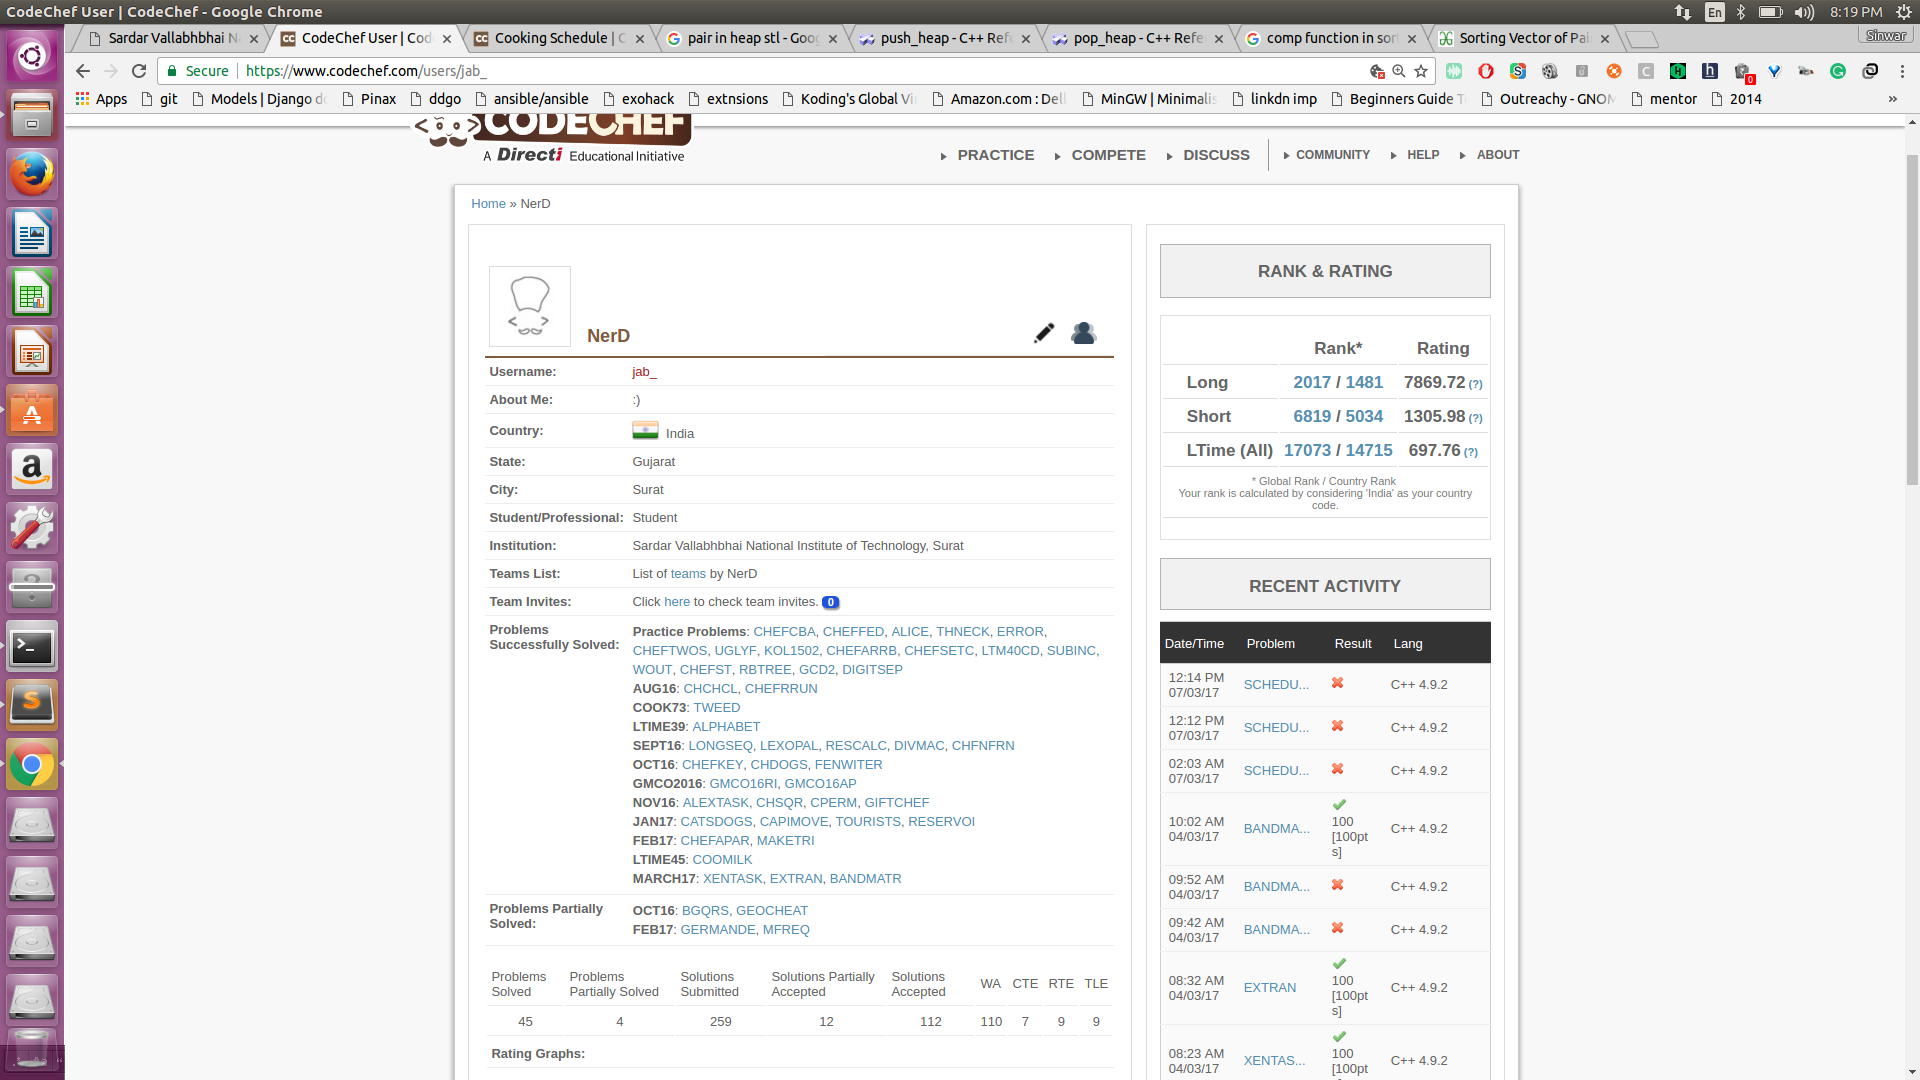 CodeChef User | CodeChef - Google Chrome
En
8:19 PM
Sardar Vallabhbhai N
CodeChef User | Cod
Cooking Schedule | C
pair in heap stl - Goo
push_heap - C++ Refe
pop_heap - C++ Refe
comp function in sor
Sorting Vector of Pai
Sinwar
Secure
https://www.codechef.com/users/jab_
0
Apps
git
Models | Django d
Pinax
ddgo
ansible/ansible
exohack
extnsions
Koding's Global Vi
Amazon.com : Dell
MinGW | Minimalis
linkdn imp
Beginners Guide T
Outreachy - GNOM
mentor
2014
»
CODECHEF
A Directi Educational Initiative
PRACTICE
COMPETE
DISCUSS
COMMUNITY
HELP
ABOUT
Home » NerD
NerD
Username: jab_
About Me: :)
Country: India
State: Gujarat
City: Surat
Student/Professional: Student
Institution: Sardar Vallabhbhai National Institute of Technology, Surat
Teams List: List of teams by NerD
Team Invites: Click here to check team invites. 0
Problems
Successfully Solved:
Practice Problems: CHEFCBA, CHEFFED, ALICE, THNECK, ERROR,
CHEFTWOS, UGLYF, KOL1502, CHEFARRB, CHEFSETC, LTM40CD, SUBINC,
WOUT, CHEFST, RBTREE, GCD2, DIGITSEP
AUG16: CHCHCL, CHEFRRUN
COOK73: TWEED
LTIME39: ALPHABET
SEPT16: LONGSEQ, LEXOPAL, RESCALC, DIVMAC, CHFNFRN
OCT16: CHEFKEY, CHDOGS, FENWITER
GMCO2016: GMCO16RI, GMCO16AP
NOV16: ALEXTASK, CHSQR, CPERM, GIFTCHEF
JAN17: CATSDOGS, CAPIMOVE, TOURISTS, RESERVOI
FEB17: CHEFAPAR, MAKETRI
LTIME45: COOMILK
MARCH17: XENTASK, EXTRAN, BANDMATR
Problems Partially
Solved:
OCT16: BGQRS, GEOCHEAT
FEB17: GERMANDE, MFREQ
Problems Solved
Problems Partially Solved
Solutions Submitted
Solutions Partially Accepted
Solutions Accepted
WA
CTE
RTE
TLE
45 4 259 12 112 110 7 9 9
Rating Graphs:
RANK & RATING
Rank* Rating
Long 2017 / 1481 7869.72 (?)
Short 6819 / 5034 1305.98 (?)
LTime (All) 17073 / 14715 697.76 (?)
* Global Rank / Country Rank
Your rank is calculated by considering 'India' as your country
code.
RECENT ACTIVITY
Date/Time Problem Result Lang
12:14 PM
07/03/17
SCHEDU... C++ 4.9.2
12:12 PM
07/03/17
SCHEDU... C++ 4.9.2
02:03 AM
07/03/17
SCHEDU... C++ 4.9.2
10:02 AM
04/03/17
BANDMA...
100
[100pt
s]
C++ 4.9.2
09:52 AM
04/03/17
BANDMA... C++ 4.9.2
09:42 AM
04/03/17
BANDMA... C++ 4.9.2
08:32 AM
04/03/17
EXTRAN
100
[100pt
s]
C++ 4.9.2
08:23 AM
04/03/17
XENTAS...
100
[100pt
C++ 4.9.2